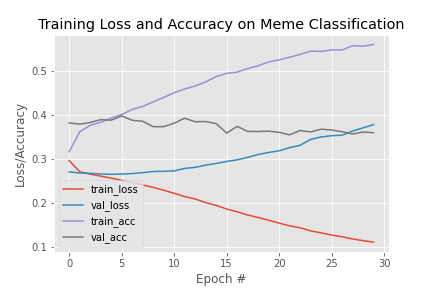 Training Loss and Accuracy on Meme Classification
Loss/Accuracy
0.5
0.4
0.3
0.2
0.1
train_loss
val_loss
train_acc
val_acc
0 5 10 15 20 25 30
Epoch #